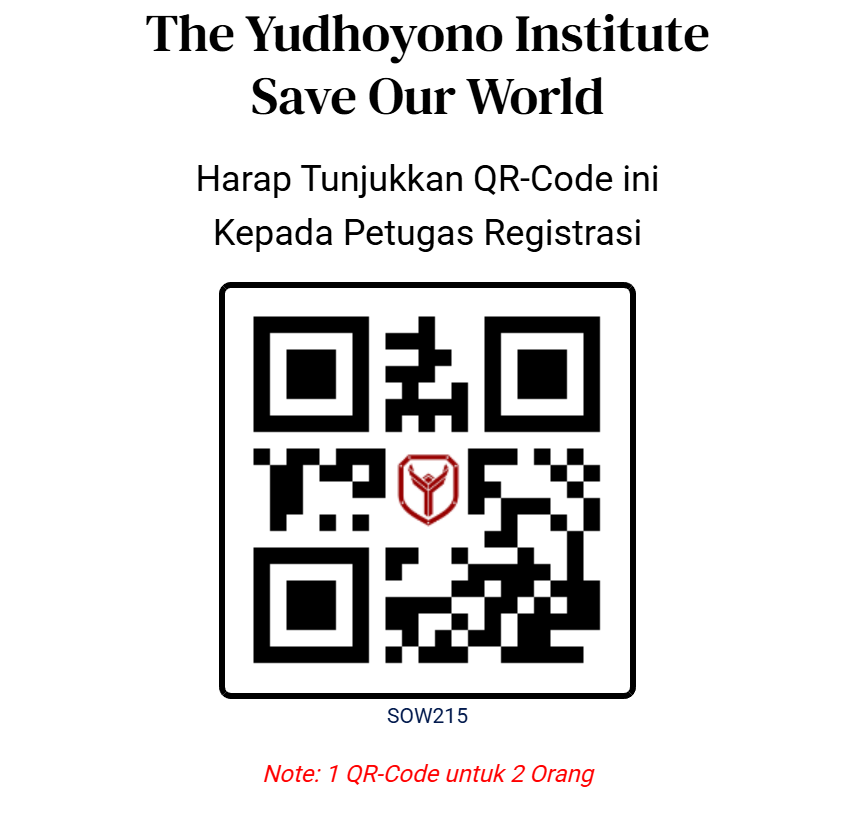 The Yudhoyono Institute
Save Our World
Harap Tunjukkan QR-Code ini
Kepada Petugas Registrasi
SOW215
Note: 1 QR-Code untuk 2 Orang